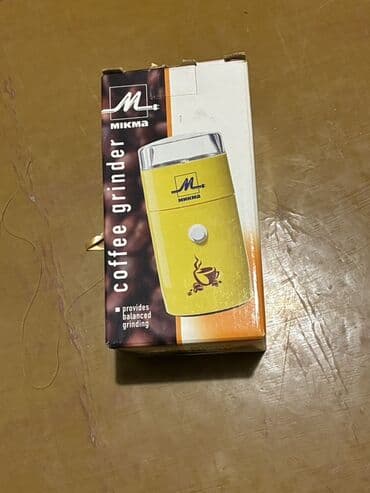 MIKMA
coffee grinder
provides
balanced
grinding
MIKMA